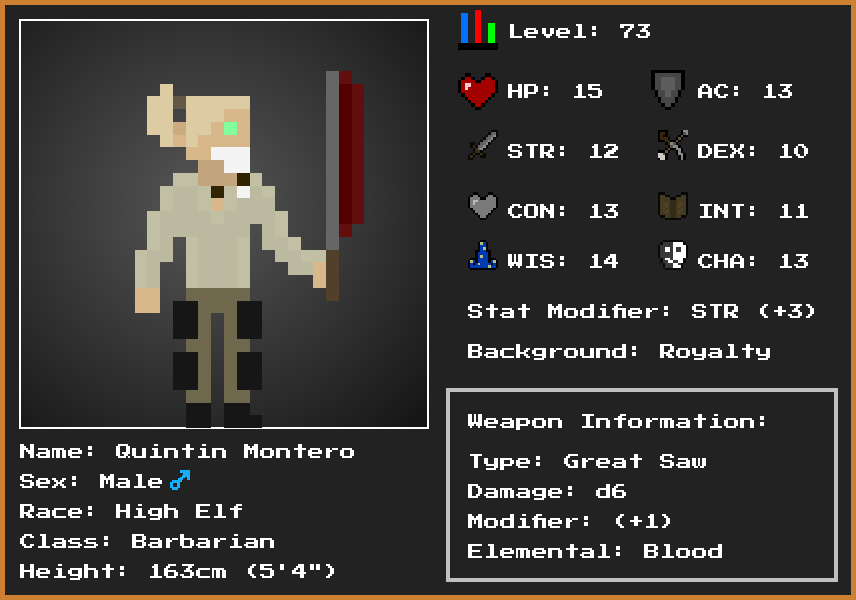 Level: 73
HP: 15 AC: 13
STR: 12 DEX: 10
CON: 13 INT: 11
WIS: 14 CHA: 13
Stat Modifier: STR (+3)
Background: Royalty
Weapon Information:
Type: Great Saw
Damage: d6
Modifier: (+1)
Elemental: Blood
Name: Quintin Montero
Sex: Male♂
Race: High Elf
Class: Barbarian
Height: 163cm (5'4")